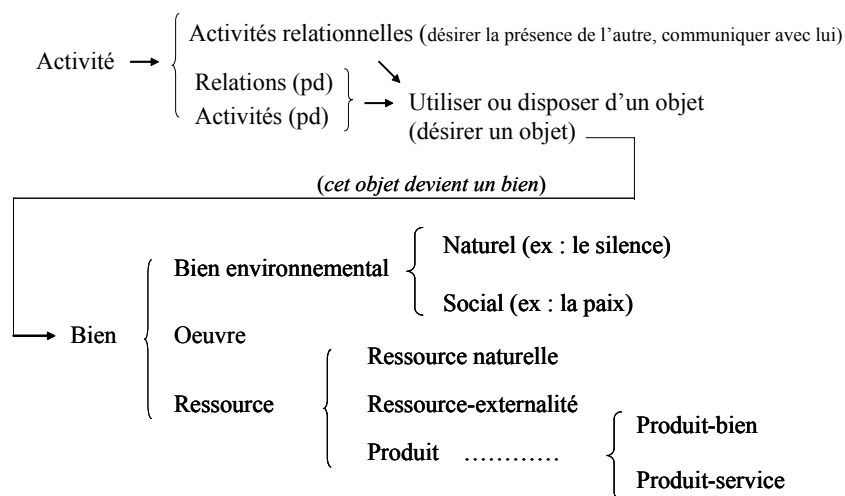 Activités relationnelles (désirer la présence de l’autre, communiquer avec lui)
Activité
Relations (pd)
Activités (pd)
Utiliser ou disposer d’un objet
(désirer un objet)
(cet objet devient un bien)
Naturel (ex : le silence)
Bien environnemental
Social (ex : la paix)
Bien
Oeuvre
Ressource naturelle
Ressource
Ressource-externalité
Produit-bien
Produit …………
Produit-service